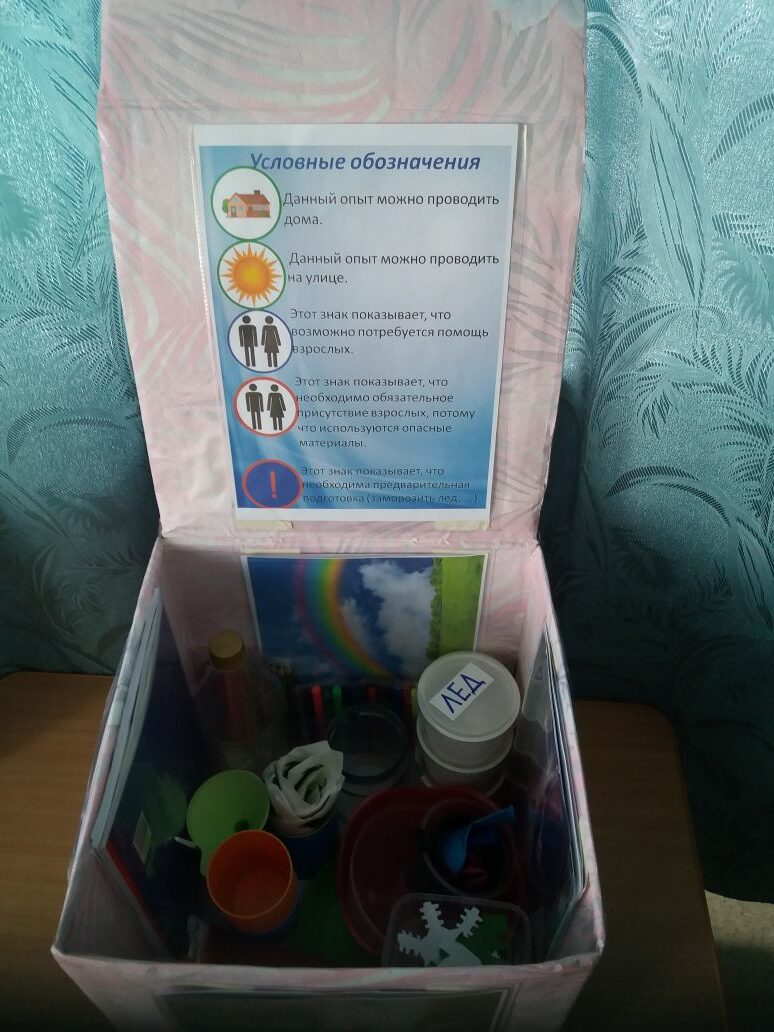 Условные обозначения
Данный опыт можно проводить
дома.
Данный опыт можно проводить
на улице.
Этот знак показывает, что
возможно потребуется помощь
взрослых.
Этот знак показывает, что
необходимо обязательное
присутствие взрослых, потому
что используются опасные
материалы.
!
Этот знак показывает, что
необходима предварительная
подготовка (заморозить лед, ...)
ЛЕД